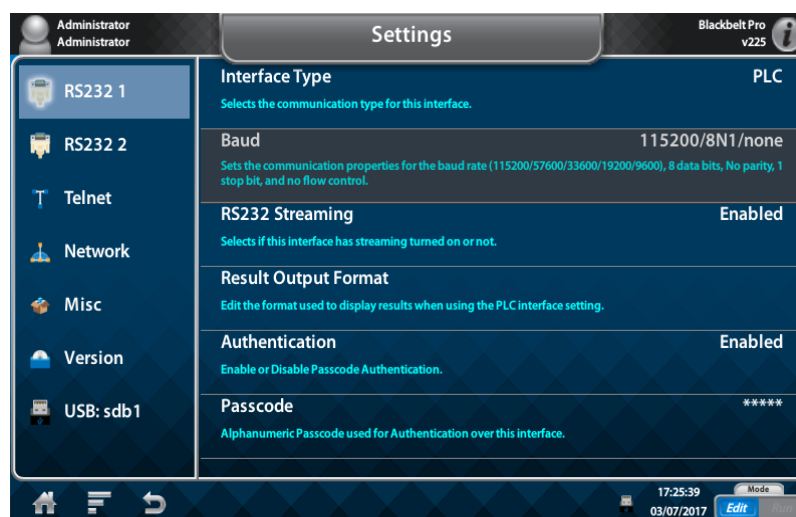 Administrator
Administrator
Settings
Blackbelt Pro
v225
RS232 1
RS232 2
Telnet
Network
Misc
Version
USB: sdb1
Interface Type
PLC
Selects the communication type for this interface.
Baud
115200/8N1/none
Sets the communication properties for the baud rate (115200/57600/33600/19200/9600), 8 data bits, No parity, 1
stop bit, and no flow control.
RS232 Streaming
Enabled
Selects if this interface has streaming turned on or not.
Result Output Format
Edit the format used to display results when using the PLC interface setting.
Authentication
Enabled
Enable or Disable Passcode Authentication.
Passcode
*****
Alphanumeric Passcode used for Authentication over this interface.
17:25:39
03/07/2017
Mode
Edit
Run